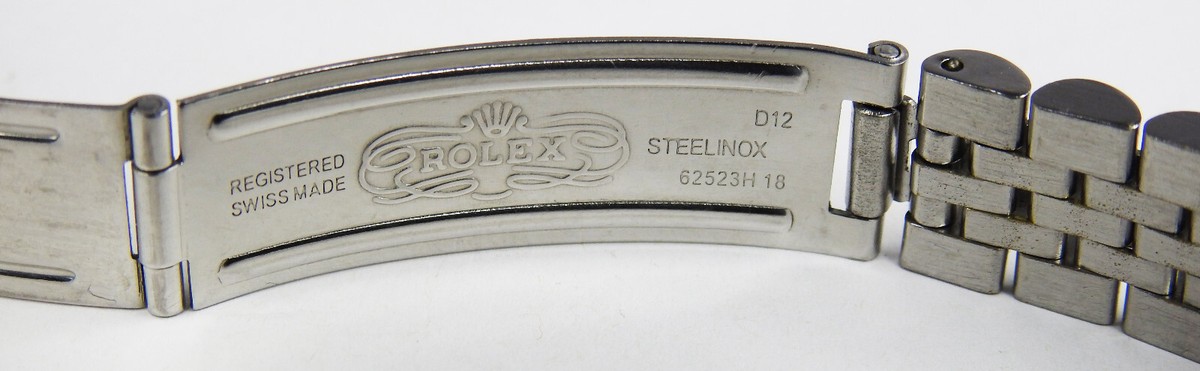 REGISTERED
SWISS MADE
ROLEX
D12
STEELINOX
62523H 18